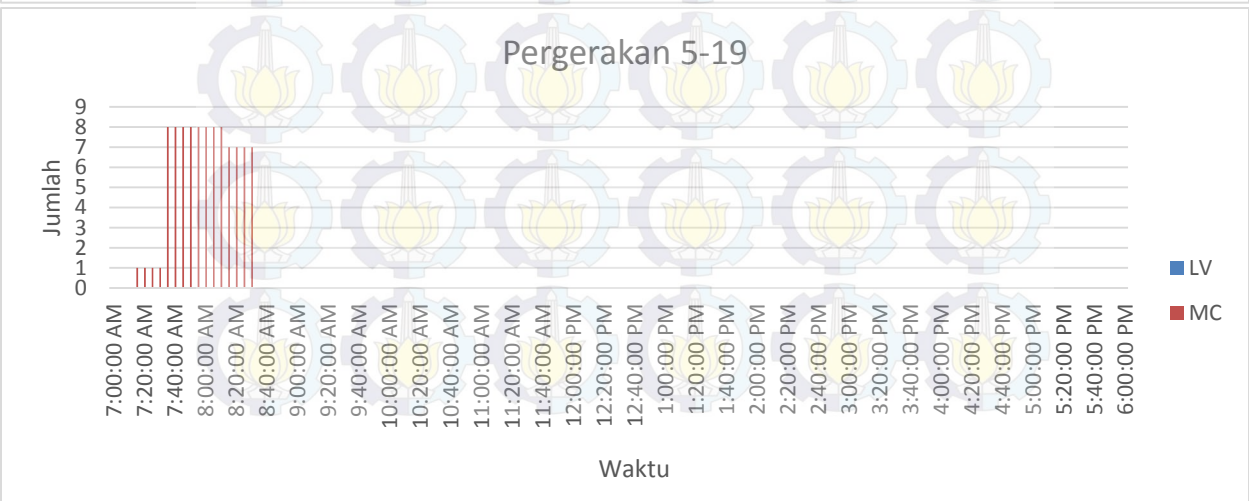 Pergerakan 5-19
9
8
7
6
5
4
3
2
1
0
Jumlah
7:00:00 AM
7:20:00 AM
7:40:00 AM
8:00:00 AM
8:20:00 AM
8:40:00 AM
9:00:00 AM
9:20:00 AM
9:40:00 AM
10:00:00 AM
10:20:00 AM
10:40:00 AM
11:00:00 AM
11:20:00 AM
11:40:00 AM
12:00:00 PM
12:20:00 PM
12:40:00 PM
1:00:00 PM
1:20:00 PM
1:40:00 PM
2:00:00 PM
2:20:00 PM
2:40:00 PM
3:00:00 PM
3:20:00 PM
3:40:00 PM
4:00:00 PM
4:20:00 PM
4:40:00 PM
5:00:00 PM
5:20:00 PM
5:40:00 PM
6:00:00 PM
Waktu
LV
MC